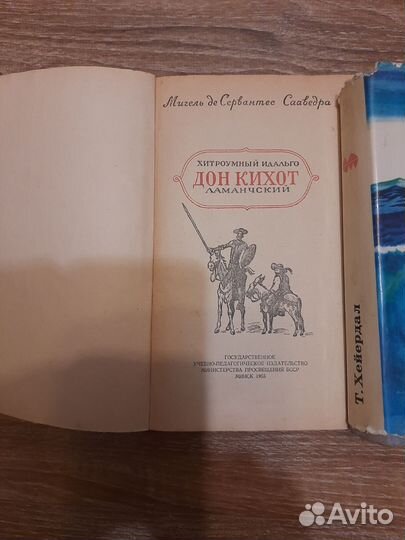 Мигель де Сервантес Сааведра
ХИТРОУМНЫЙ ИДАЛЬГО
ДОН КИХОТ
ЛАМАНЧСКИЙ
ГОСУДАРСТВЕННОЕ
УЧЕБНО-ПЕДАГОГИЧЕСКОЕ ИЗДАТЕЛЬСТВО
МИНИСТЕРСТВА ПРОСВЕЩЕНИЯ БССР
МИНСК
Т. Хейердал
Avito